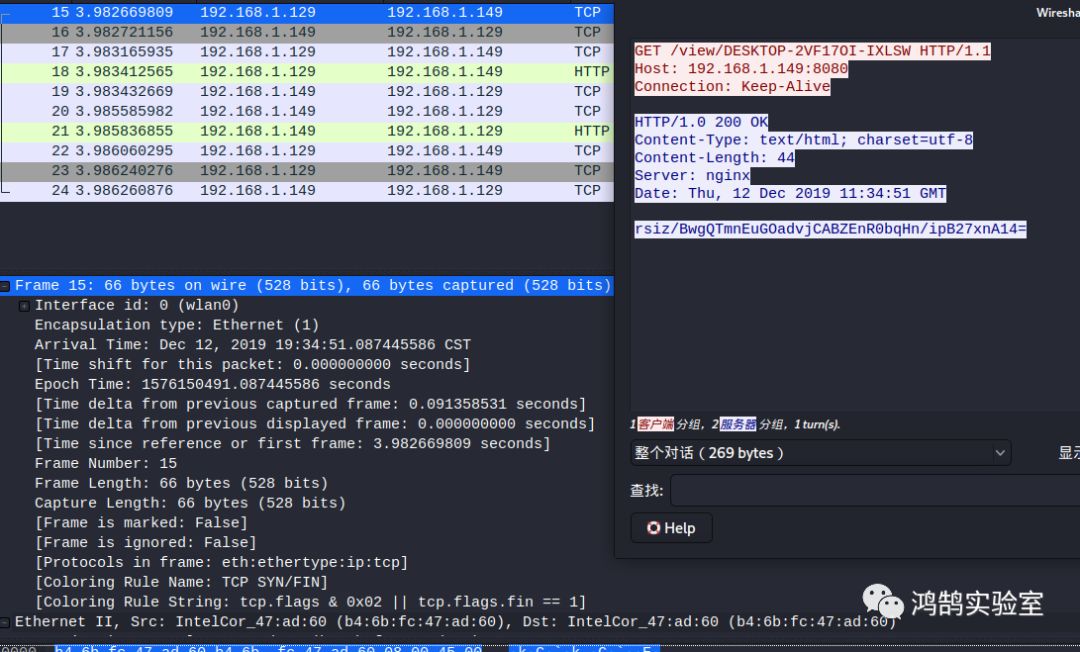 15 3.982669809 192.168.1.129 192.168.1.149 TCP
16 3.982721156 192.168.1.149 192.168.1.129 TCP
17 3.983165935 192.168.1.129 192.168.1.149 TCP
18 3.983412565 192.168.1.129 192.168.1.149 HTTP
19 3.983432669 192.168.1.149 192.168.1.129 TCP
20 3.985585982 192.168.1.149 192.168.1.129 TCP
21 3.985836855 192.168.1.149 192.168.1.129 HTTP
22 3.986060295 192.168.1.129 192.168.1.149 TCP
23 3.986240276 192.168.1.129 192.168.1.149 TCP
24 3.986260876 192.168.1.149 192.168.1.129 TCP
Frame 15: 66 bytes on wire (528 bits), 66 bytes captured (528 bits)
Interface id: 0 (wlan0)
Encapsulation type: Ethernet (1)
Arrival Time: Dec 12, 2019 19:34:51.087445586 CST
[Time shift for this packet: 0.000000000 seconds]
Epoch Time: 1576150491.087445586 seconds
[Time delta from previous captured frame: 0.091358531 seconds]
[Time delta from previous displayed frame: 0.000000000 seconds]
[Time since reference or first frame: 3.982669809 seconds]
Frame Number: 15
Frame Length: 66 bytes (528 bits)
Capture Length: 66 bytes (528 bits)
[Frame is marked: False]
[Frame is ignored: False]
[Protocols in frame: eth:ethertype:ip:tcp]
[Coloring Rule Name: TCP SYN/FIN]
[Coloring Rule String: tcp.flags & 0x02 || tcp.flags.fin == 1]
Ethernet II, Src: IntelCor_47:ad:60 (b4:6b:fc:47:ad:60), Dst: IntelCor_47:ad:60 (b4:6b:fc:47:ad:60)
Wiresha
GET /view/DESKTOP-2VF17OI-IXLSW HTTP/1.1
Host: 192.168.1.149:8080
Connection: Keep-Alive
HTTP/1.0 200 OK
Content-Type: text/html; charset=utf-8
Content-Length: 44
Server: nginx
Date: Thu, 12 Dec 2019 11:34:51 GMT
rsiz/BwgQTmnEuGOadvjCABZEnR0bqHn/ipB27xnA14=
1 客户端 分组, 2 服务器 分组, 1 turn(s).
整个对话 ( 269 bytes )
显示
查找:
Help
鸿鹄实验室